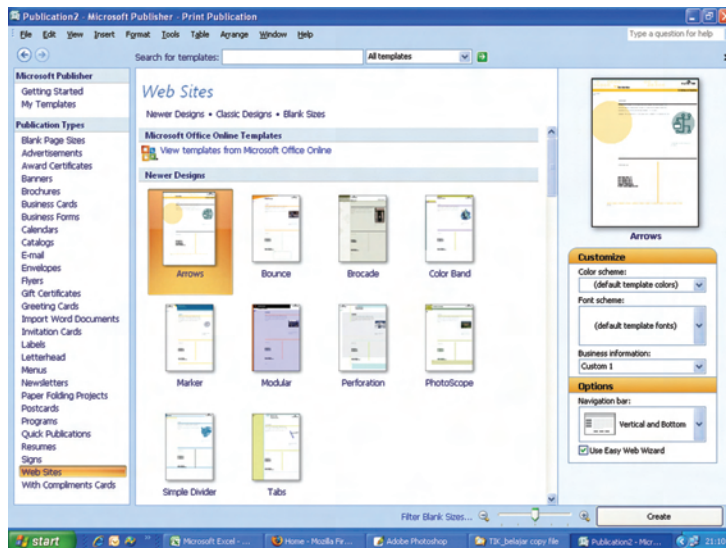 Publication2 - Microsoft Publisher - Print Publication
File Edit View Insert Format Tools Table Arrange Window Help
Type a question for help
Search for templates:
All templates
Microsoft Publisher
Getting Started
My Templates
Publication Types
Blank Page Sizes
Advertisements
Award Certificates
Banners
Brochures
Business Cards
Business Forms
Calendars
Catalogs
E-mail
Envelopes
Flyers
Gift Certificates
Greeting Cards
Import Word Documents
Invitation Cards
Labels
Letterhead
Menus
Newsletters
Paper Folding Projects
Postcards
Programs
Quick Publications
Resumes
Signs
Web Sites
With Compliments Cards
Web Sites
Newer Designs • Classic Designs • Blank Sizes
Microsoft Office Online Templates
View templates from Microsoft Office Online
Newer Designs
Arrows
Bounce
Brocade
Color Band
Marker
Modular
Perforation
PhotoScope
Simple Divider
Tabs
Filter Blank Sizes...
Arrows
Customize
Color scheme:
(default template colors)
Font scheme:
(default template fonts)
Business information:
Custom 1
Options
Navigation bar:
Vertical and Bottom
Use Easy Web Wizard
Create
start
Microsoft Excel - ...
Home - Mozilla Fir...
Adobe Photoshop
TIK_belajar copy file
Publication2 - Micr...